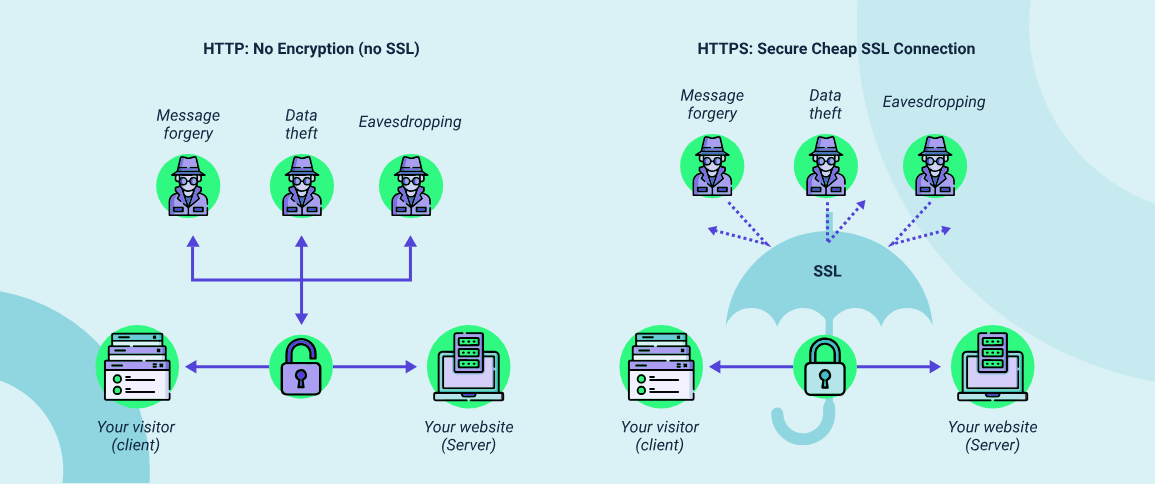 HTTP: No Encryption (no SSL)
Message
forgery
Data
theft
Eavesdropping
Your visitor
(client)
Your website
(Server)
HTTPS: Secure Cheap SSL Connection
Message
forgery
Data
theft
Eavesdropping
SSL
Your visitor
(client)
Your website
(Server)